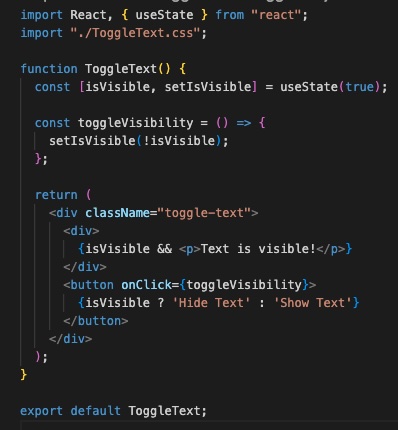 import React, { useState } from "react";
import "./ToggleText.css";

function ToggleText() {
  const [isVisible, setIsVisible] = useState(true);

  const toggleVisibility = () => {
    setIsVisible(!isVisible);
  };

  return (
    <div className="toggle-text">
      <div>
        {isVisible && <p>Text is visible!</p>}
      </div>
      <button onClick={toggleVisibility}>
        {isVisible ? 'Hide Text' : 'Show Text'}
      </button>
    </div>
  );
}

export default ToggleText;